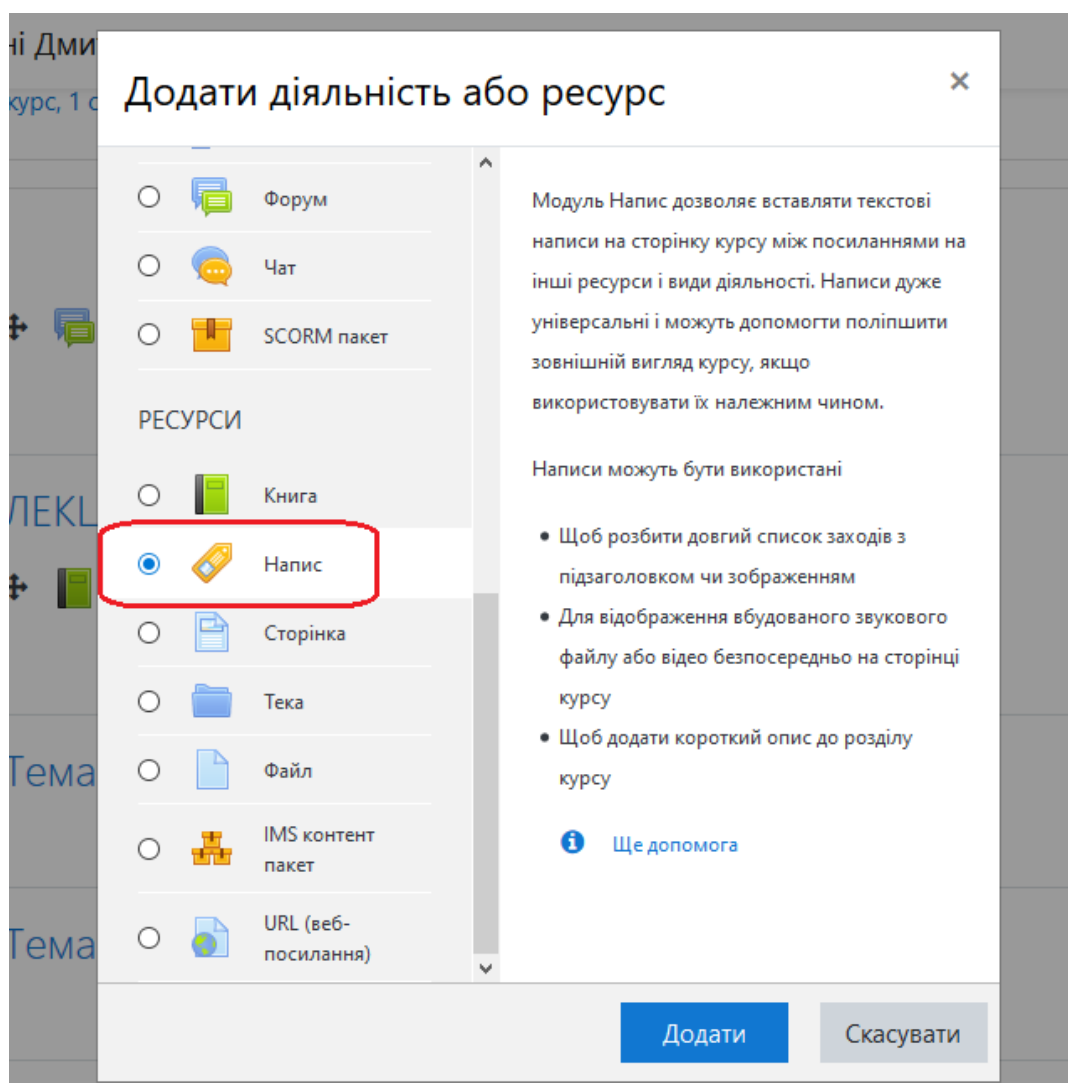 ні Дми
курс, 1 с
Додати діяльність або ресурс
×
Форум
Чат
SCORM пакет
РЕСУРСИ
Книга
Напис
Сторінка
Тека
Файл
IMS контент
пакет
URL (веб-
посилання)
Модуль Напис дозволяє вставляти текстові
написи на сторінку курсу між посиланнями на
інші ресурси і види діяльності. Написи дуже
універсальні і можуть допомогти поліпшити
зовнішній вигляд курсу, якщо
використовувати їх належним чином.
Написи можуть бути використані
• Щоб розбити довгий список заходів з
підзаголовком чи зображенням
• Для відображення вбудованого звукового
файлу або відео безпосередньо на сторінці
курсу
• Щоб додати короткий опис до розділу
курсу
Ще допомога
ЛЕКЦ
Тема
Тема
Додати
Скасувати